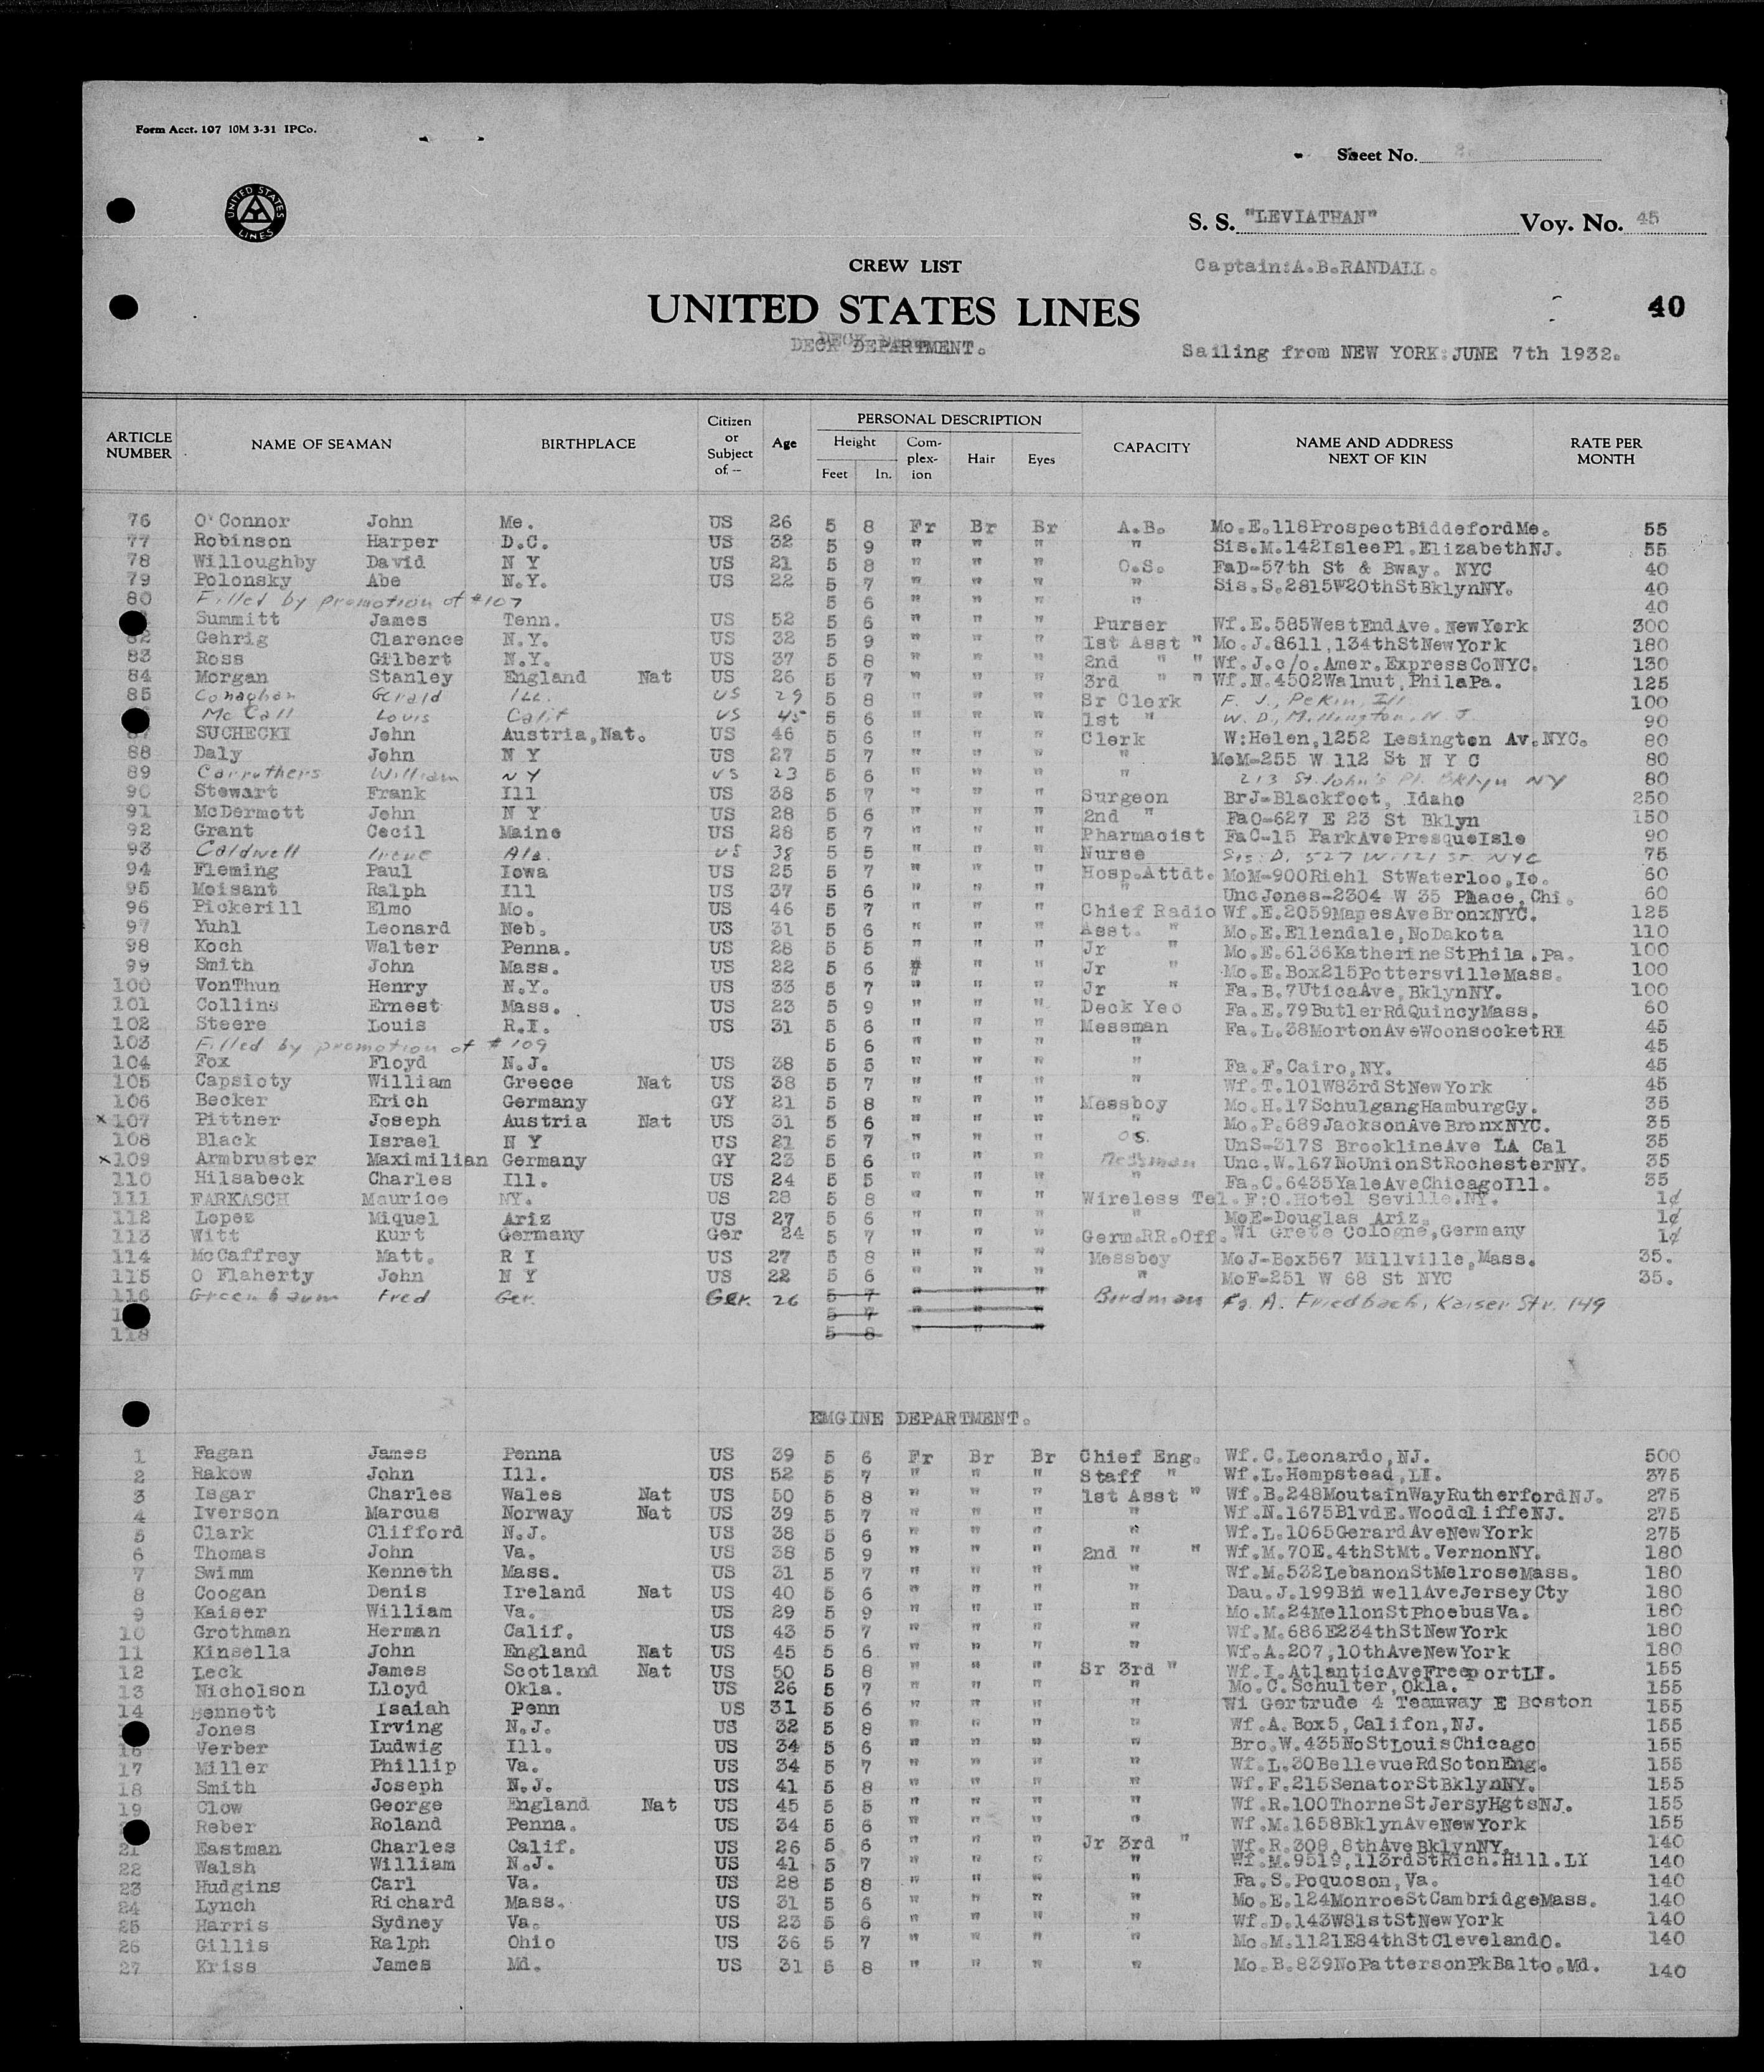 Form Acct. 107 10M 3-31 IPCo.
Sheet No.
UNITED STATES LINES
S. S. "LEVIATHAN" Voy. No. 45
CREW LIST Captain:A.B.RANDALL.
UNITED STATES LINES 40
DECK DEPARTMENT.
Sailing from NEW YORK:JUNE 7th 1932.
ARTICLE NUMBER NAME OF SEAMAN BIRTHPLACE Citizen or Subject of.— Age PERSONAL DESCRIPTION Height Feet In. Complexion Hair Eyes CAPACITY NAME AND ADDRESS NEXT OF KIN RATE PER MONTH
76 O'Connor John Me. US 26 5 8 Fr Br Br A.B. Mo.E.118ProspectBiddefordMe. 55
77 Robinson Harper D.C. US 32 5 9 " " " " Sis.M.142IsleePl.ElizabethNJ. 55
78 Willoughby David N Y US 21 5 8 " " " O.S. FaD-57th St & Bway. NYC 40
79 Polonsky Abe N.Y. US 22 5 7 " " " " Sis.S.2815W20thStBklynNY. 40
80 Filled by promotion of #107 5 6 " " " " 40
Summitt James Tenn. US 52 5 6 " " " Purser Wf.E.585WestEndAve.NewYork 300
82 Gehrig Clarence N.Y. US 32 5 9 " " " 1st Asst " Mo.J.8611,134thStNewYork 180
83 Ross Gilbert N.Y. US 37 5 8 " " " 2nd " " Wf.J.c/o.Amer.ExpressCoNYC. 130
84 Morgan Stanley England Nat US 26 5 7 " " " 3rd " " Wf.N.4502Walnut,PhilaPa. 125
85 Conaghan Gerald Ill. US 29 5 8 " " " Sr Clerk F. J., Pekin, Ill 100
McCall Louis Calif US 45 5 6 " " " 1st " W. D., Millington, N. J. 90
87 SUCHECKI John Austria,Nat. US 46 5 6 " " " Clerk W:Helen,1252 Lesington Av.NYC. 80
88 Daly John N Y US 27 5 7 " " " " MoM-255 W 112 St N Y C 80
89 Carruthers William NY US 23 5 6 " " " " 213 St. John's Pl. Bklyn NY 80
90 Stewart Frank Ill US 38 5 7 " " " Surgeon BrJ-Blackfoot, Idaho 250
91 McDermott John N Y US 28 5 6 " " " 2nd " FaO-627 E 23 St Bklyn 150
92 Grant Cecil Maine US 28 5 7 " " " Pharmacist FaC-15 ParkAvePresqueIsle 90
93 Caldwell Irene Ala. US 38 5 5 " " " Nurse Sis: D. 527 W. 121 St. NYC 75
94 Fleming Paul Iowa US 25 5 7 " " " Hosp.Attdt. MoM-900Riehl StWaterloo,Io. 60
95 Moisant Ralph Ill US 37 5 6 " " " " UncJones-2304 W 35 Place,Chi. 60
96 Pickerill Elmo Mo. US 46 5 7 " " " Chief Radio Wf.E.2059MapesAveBronxNYC. 125
97 Yuhl Leonard Neb. US 31 5 6 " " " Asst. " Mo.E.Ellendale,NoDakota 110
98 Koch Walter Penna. US 28 5 5 " " " Jr " Mo.E.6136KatherineStPhila.Pa. 100
99 Smith John Mass. US 22 5 6 " " " Jr " Mo.E.Box215PottersvilleMass. 100
100 VonThun Henry N.Y. US 33 5 7 " " " Jr " Fa.B.7UticaAve,BklynNY. 100
101 Collins Ernest Mass. US 23 5 9 " " " Deck Yeo Fa.E.79ButlerRdQuincyMass. 60
102 Steere Louis R.I. US 31 5 6 " " " Messman Fa.L.38MortonAveWoonsocketRI 45
103 Filled by promotion of #109 5 6 " " " " 45
104 Fox Floyd N.J. US 38 5 5 " " " " Fa.F.Cairo,NY. 45
105 Capsioty William Greece Nat US 38 5 7 " " " " Wf.T.101W83rdStNewYork 45
106 Becker Erich Germany GY 21 5 8 " " " Messboy Mo.H.17SchulgangHamburgGy. 35
x107 Pittner Joseph Austria Nat US 31 5 6 " " " " Mo.P.689JacksonAveBronxNYC. 35
108 Black Israel N Y US 21 5 7 " " " OS. UnS-317S BrooklineAve LA Cal 35
x109 Armbruster Maximilian Germany GY 23 5 6 " " " Messman Unc.W.167NoUnionStRochesterNY. 35
110 Hilsabeck Charles Ill. US 24 5 5 " " " " Fa.C.6435YaleAveChicagoIll. 35
111 FARKASCH Maurice NY. US 28 5 8 " " " Wireless Tel. F:O.Hotel Seville.NY. 1¢
112 Lopez Miquel Ariz US 27 5 6 " " " " MoE-Douglas Ariz. 1¢
113 Witt Kurt Germany Ger 24 5 7 " " " Germ.RR.Off. Wi Grete Cologne,Germany 1¢
114 McCaffrey Matt. R I US 27 5 8 " " " Messboy MoJ-Box567 Millville,Mass. 35.
115 O Flaherty John N Y US 22 5 6 " " " " MoF-251 W 68 St NYC 35.
116 Greenbaum Fred Ger. Ger. 26 5 7 " " " Birdman Fa. A. Friedbach, Kaiser Str. 149
5 7 " " "
118 5 8 " " "
EMGINE DEPARTMENT.
1 Fagan James Penna US 39 5 6 Fr Br Br Chief Eng. Wf.C.Leonardo,NJ. 500
2 Rakow John Ill. US 52 5 7 " " " Staff " Wf.L.Hempstead,LI. 375
3 Isgar Charles Wales Nat US 50 5 8 " " " 1st Asst " Wf.B.248MoutainWayRutherfordNJ. 275
4 Iverson Marcus Norway Nat US 39 5 7 " " " " Wf.N.1675BlvdE.WoodcliffeNJ. 275
5 Clark Clifford N.J. US 38 5 6 " " " " Wf.L.1065GerardAveNewYork 275
6 Thomas John Va. US 38 5 9 " " " 2nd " " Wf.M.70E.4thStMt.VernonNY. 180
7 Swimm Kenneth Mass. US 31 5 7 " " " " Wf.M.532LebanonStMelroseMass. 180
8 Coogan Denis Ireland Nat US 40 5 6 " " " " Dau.J.199Bid wellAveJerseyCty 180
9 Kaiser William Va. US 29 5 9 " " " " Mo.M.24MellonStPhoebusVa. 180
10 Grothman Herman Calif. US 43 5 7 " " " " Wf.M.686E234thStNewYork 180
11 Kinsella John England Nat US 45 5 6 " " " " Wf.A.207,10thAveNewYork 180
12 Leck James Scotland Nat US 50 5 8 " " " Sr 3rd " Wf.I.AtlanticAveFreeportLI. 155
13 Nicholson Lloyd Okla. US 26 5 7 " " " " Mo.C.Schulter,Okla. 155
14 Bennett Isaiah Penn US 31 5 6 " " " " Wi Gertrude 4 Teamway E Boston 155
Jones Irving N.J. US 32 5 8 " " " " Wf.A.Box5,Califon,NJ. 155
16 Verber Ludwig Ill. US 34 5 6 " " " " Bro.W.435NoStLouisChicago 155
17 Miller Phillip Va. US 34 5 7 " " " " Wf.L.30BellevueRdSotonEng. 155
18 Smith Joseph N.J. US 41 5 8 " " " " Wf.F.215SenatorStBklynNY. 155
19 Clow George England Nat US 45 5 5 " " " " Wf.R.100ThorneStJersyHgtsNJ. 155
Reber Roland Penna. US 34 5 6 " " " " Wf.M.1658BklynAveNewYork 155
21 Eastman Charles Calif. US 26 5 6 " " " Jr 3rd " Wf.R.308,8thAveBklynNY. 140
22 Walsh William N.J. US 41 5 7 " " " " Wf.M.9519,113rdStRich.Hill.LI 140
23 Hudgins Carl Va. US 28 5 8 " " " " Fa.S.Poquoson,Va. 140
24 Lynch Richard Mass. US 31 5 6 " " " " Mo.E.124MonroeStCambridgeMass. 140
25 Harris Sydney Va. US 23 5 6 " " " " Wf.D.143W81stStNewYork 140
26 Gillis Ralph Ohio US 36 5 7 " " " " Mo.M.1121E84thStClevelandO. 140
27 Kriss James Md. US 31 5 8 " " " " Mo.B.839NoPattersonPkBalto.Md. 140